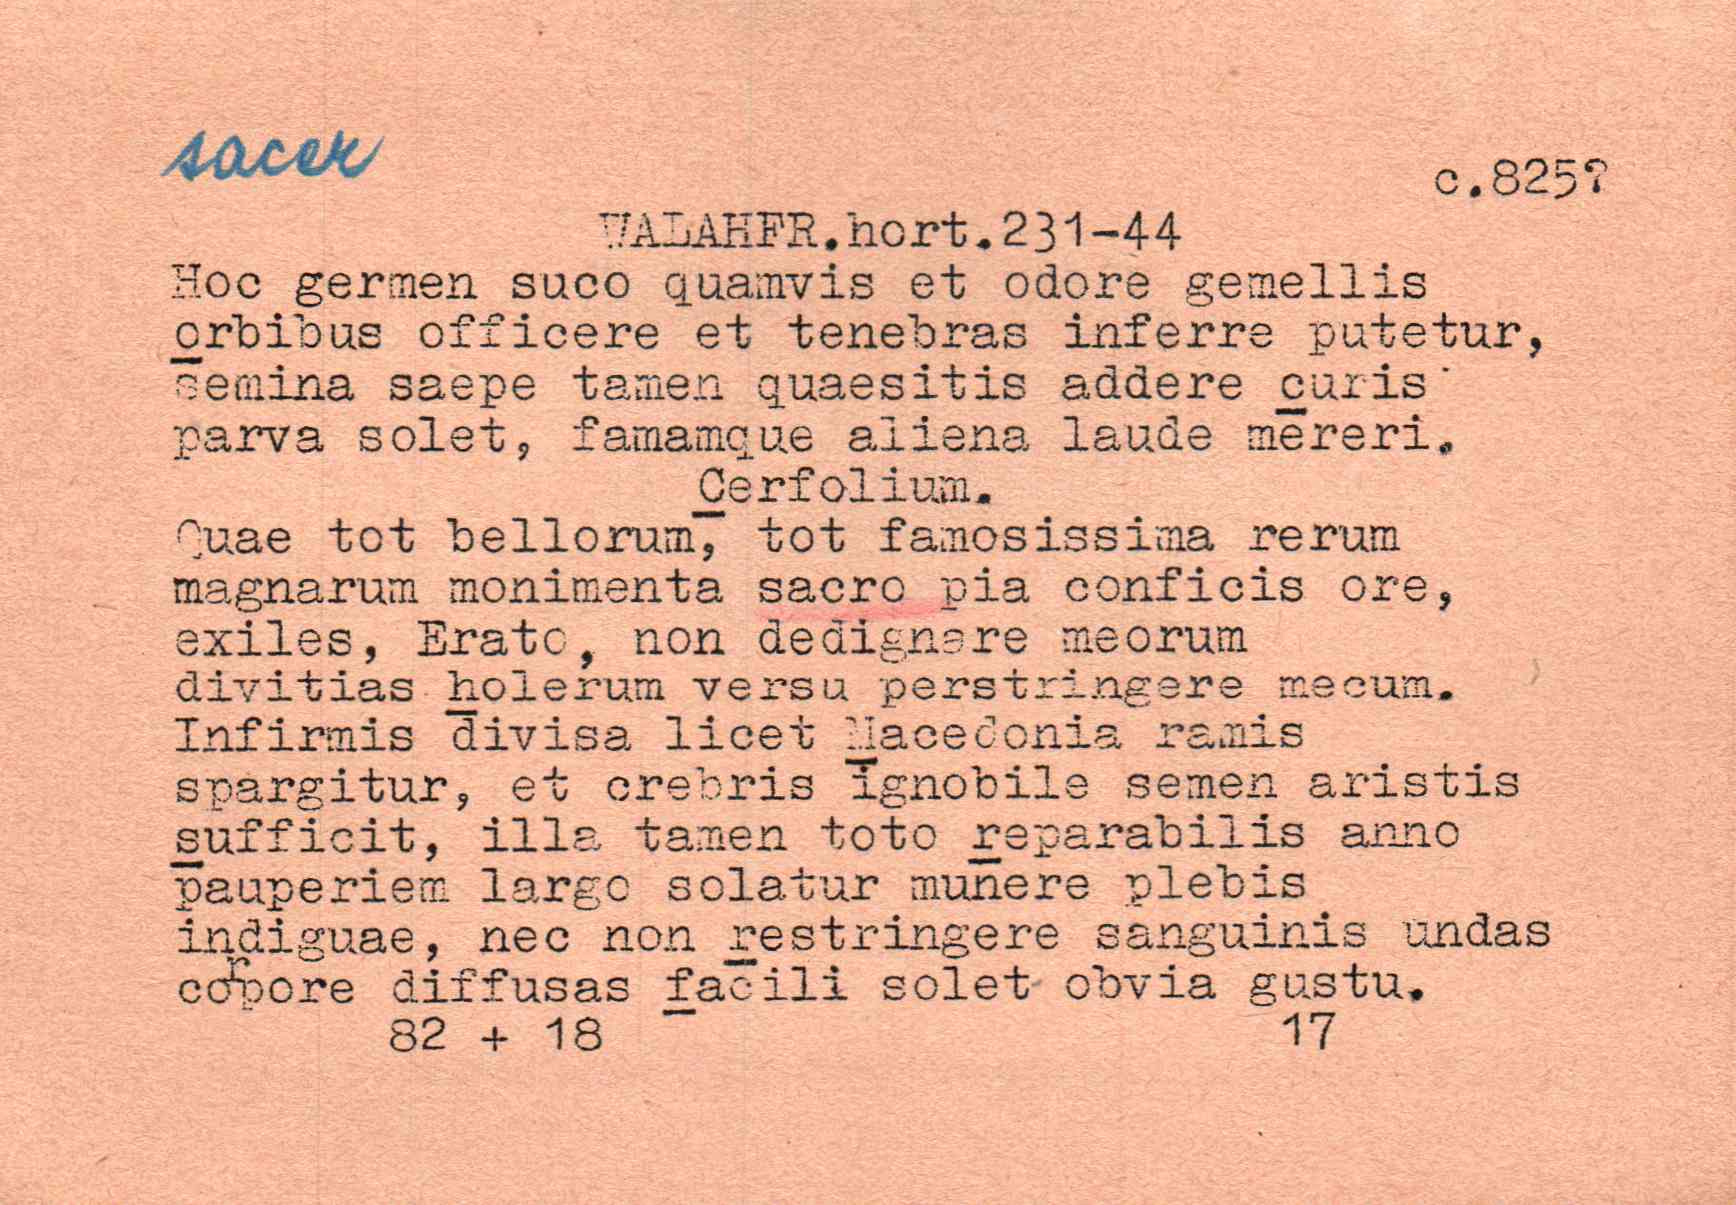 sacer
c.825?
WALAHFR.hort.231-44
Hoc germen suco quamvis et odore gemellis
orbibus officere et tenebras inferre putetur,
semina saepe tamen quaesitis addere curis
parva solet, famamque aliena laude mereri.
Cerfolium.
Quae tot bellorum, tot famosissima rerum
magnarum monimenta sacro pia conficis ore,
exiles, Erato, non dedignare meorum
divitias holerum versu perstringere mecum.
Infirmis divisa licet Macedonia ramis
spargitur, et crebris ignobile semen aristis
sufficit, illa tamen toto reparabilis anno
pauperiem largo solatur munere plebis
indiguae, nec non restringere sanguinis undas
corpore diffusas facili solet obvia gustu.
82 + 18 17